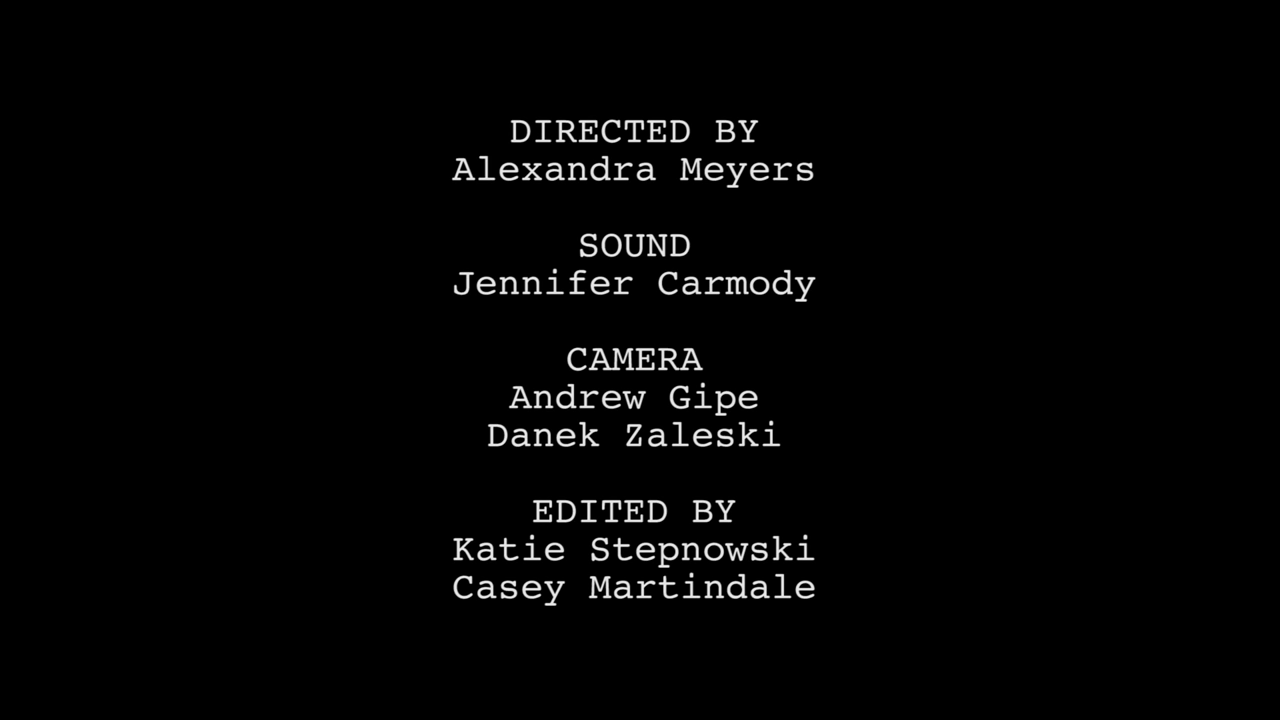 DIRECTED BY
Alexandra Meyers
SOUND
Jennifer Carmody
CAMERA
Andrew Gipe
Danek Zaleski
EDITED BY
Katie Stepnowski
Casey Martindale